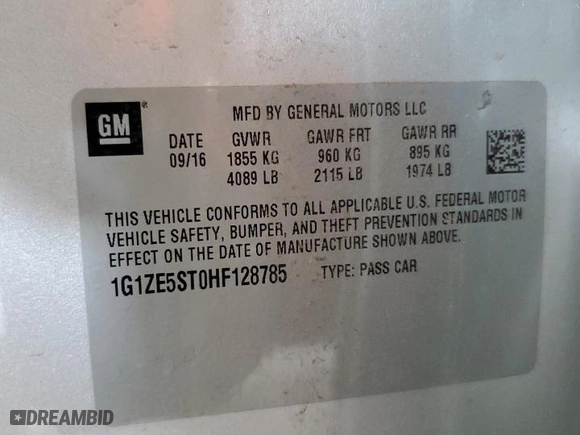 GM
MFD BY GENERAL MOTORS LLC
DATE GVWR GAWR FRT GAWR RR
09/16 1855 KG 960 KG 895 KG
4089 LB 2115 LB 1974 LB
THIS VEHICLE CONFORMS TO ALL APPLICABLE U.S. FEDERAL MOTOR
VEHICLE SAFETY, BUMPER, AND THEFT PREVENTION STANDARDS IN
EFFECT ON THE DATE OF MANUFACTURE SHOWN ABOVE.
1G1ZE5ST0HF128785 TYPE: PASS CAR
DREAMBID